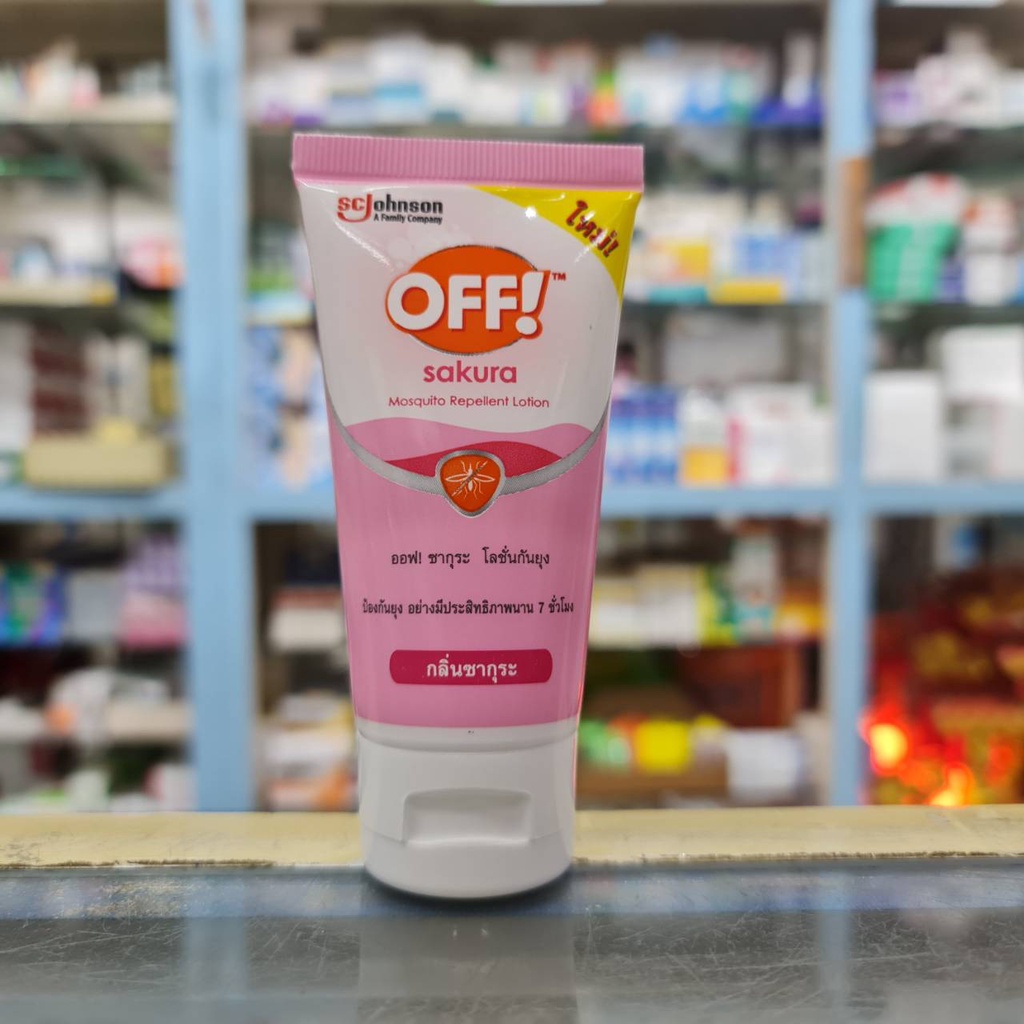 scJohnson
A Family Company
ใหม่!
OFF!™
sakura
Mosquito Repellent Lotion
ออฟ! ซากุระ โลชั่นกันยุง
ป้องกันยุง อย่างมีประสิทธิภาพนาน 7 ชั่วโมง
กลิ่นซากุระ